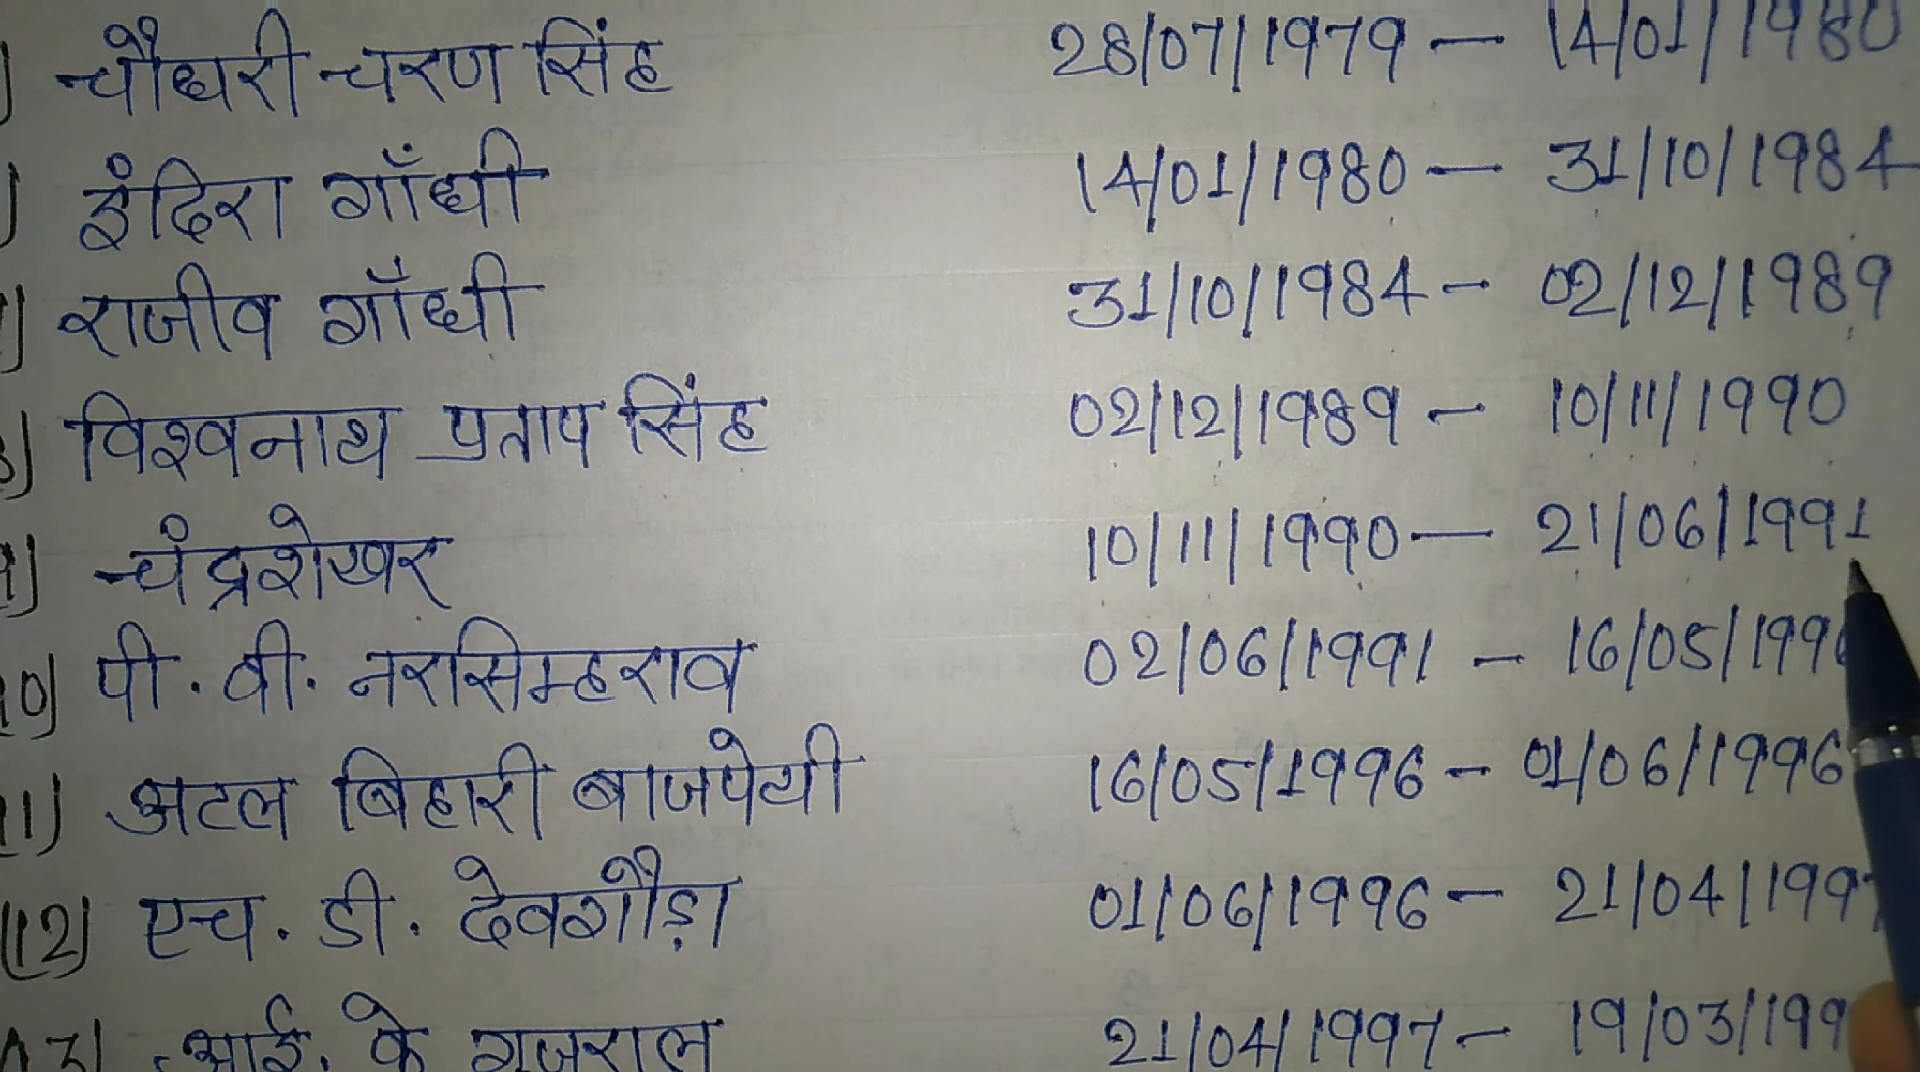 ) चौधरी चरण सिंह 28/07/1979 — 14/01/1980
) इंदिरा गाँधी 14/01/1980 — 31/10/1984
) राजीव गाँधी 31/10/1984 - 02/12/1989
) विश्वनाथ प्रताप सिंह 02/12/1989 - 10/11/1990
) चंद्रशेखर 10/11/1990 — 21/06/1991
10) पी. वी. नरसिम्हराव 02/06/1991 - 16/05/199
11) अटल बिहारी बाजपेयी 16/05/1996 - 01/06/1996
(12) एच. डी. देवगौड़ा 01/06/1996 - 21/04/199
13) आई. के गुजराल 21/04/1997 - 19/03/199